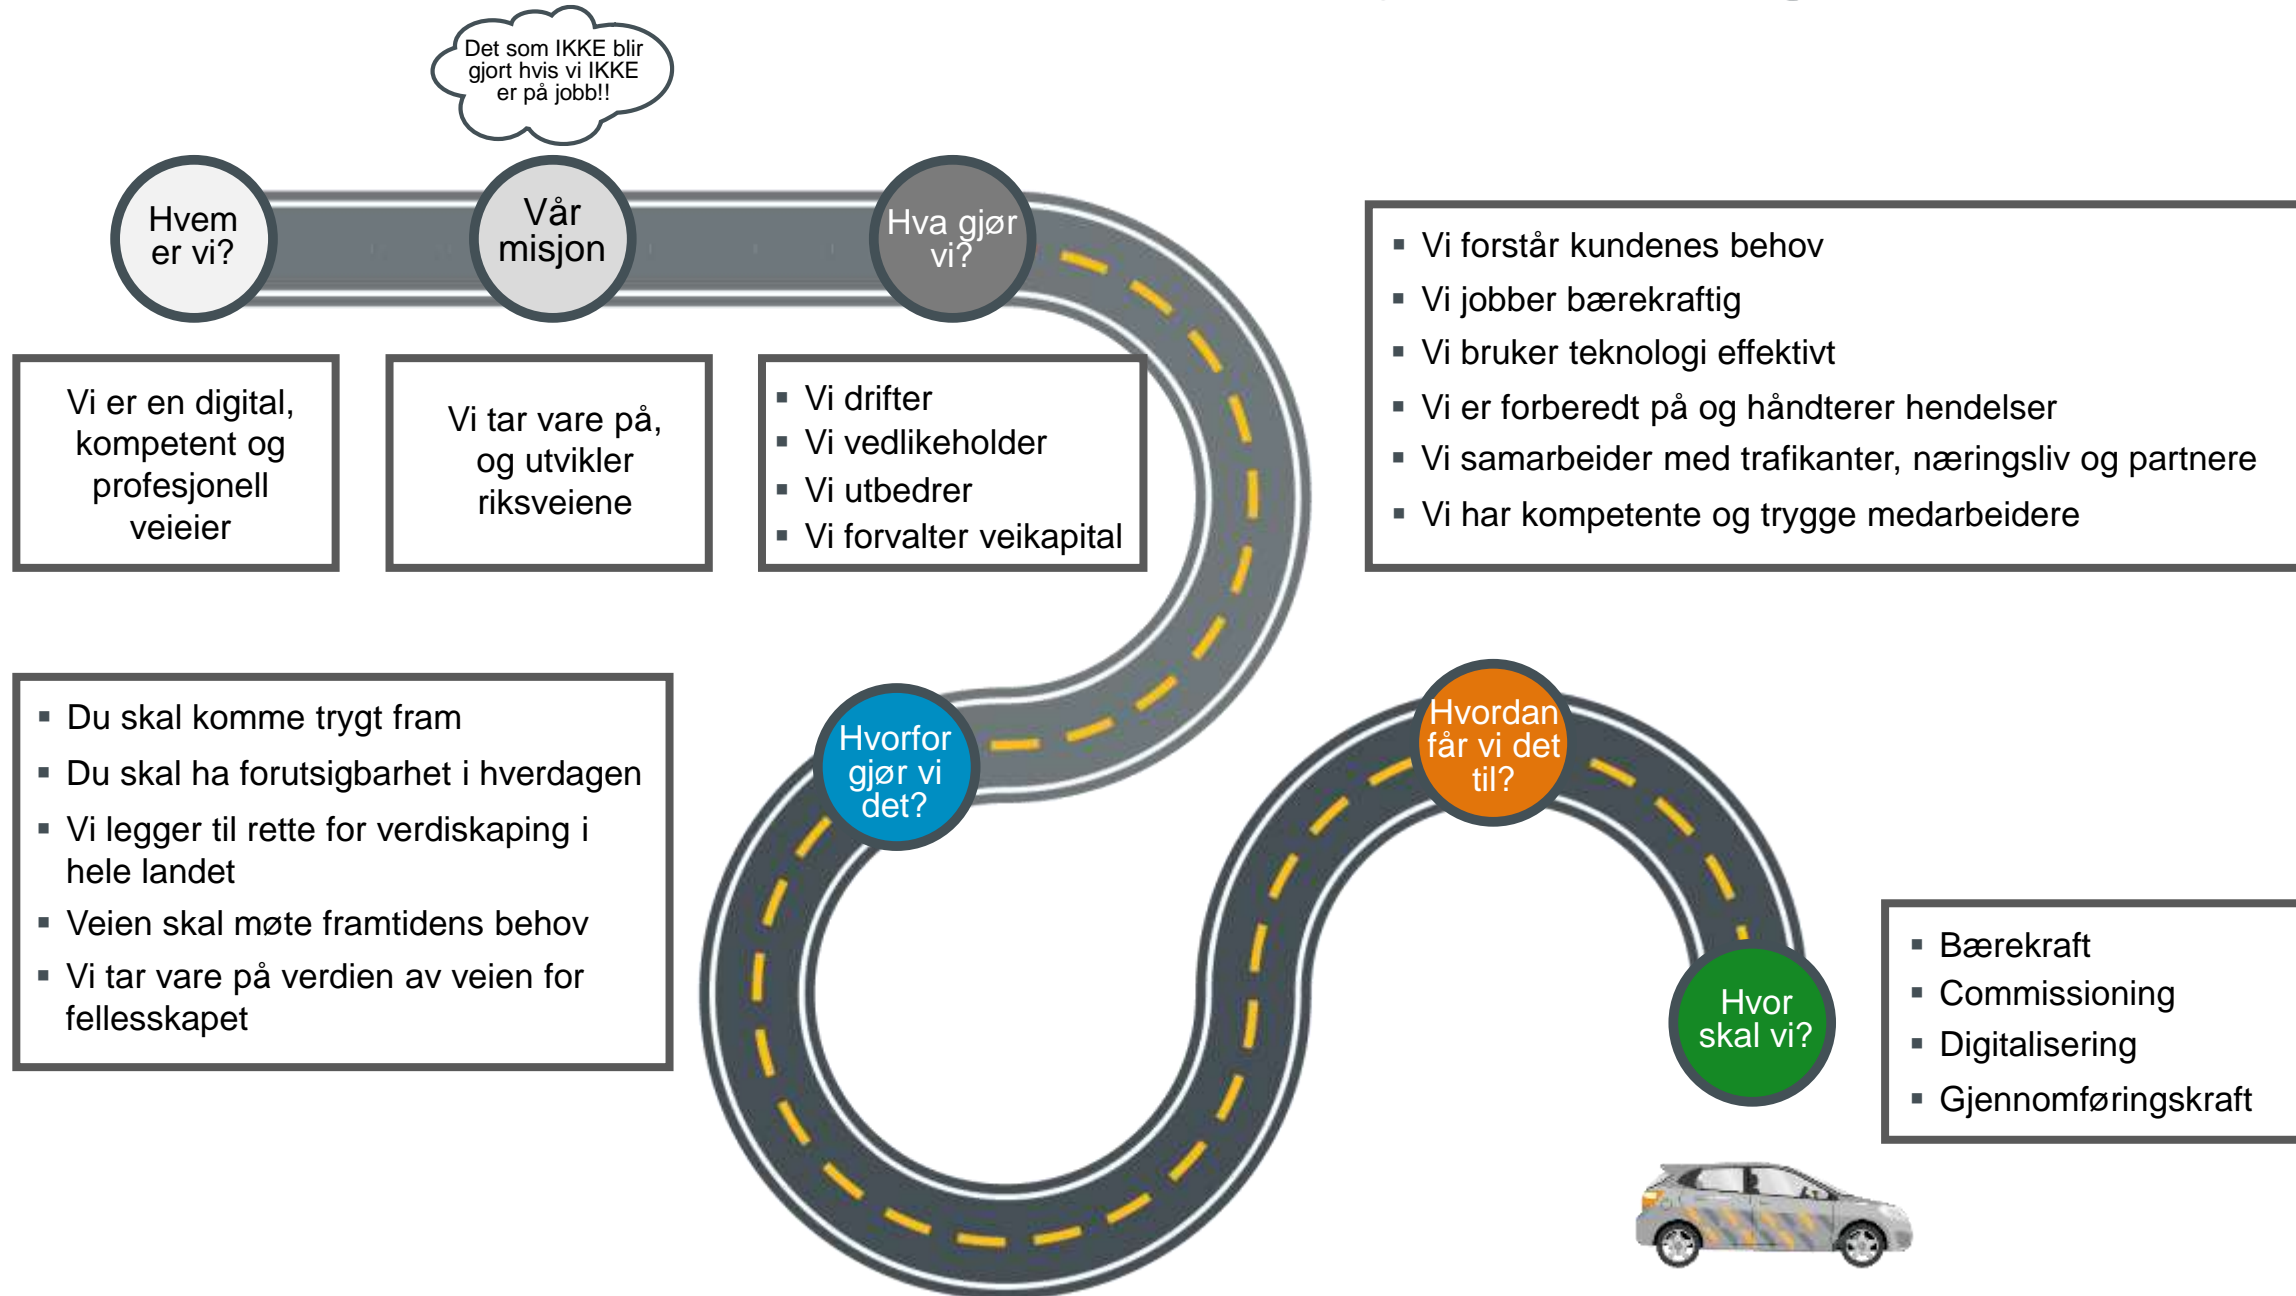 Det som IKKE blir
gjort hvis vi IKKE
er på jobb!!
Hvem
er vi?
Vår
misjon
Hva gjør
vi?
Vi er en digital,
kompetent og
profesjonell
veieier
Vi tar vare på,
og utvikler
riksveiene
▪ Vi drifter
▪ Vi vedlikeholder
▪ Vi utbedrer
▪ Vi forvalter veikapital
▪ Vi forstår kundenes behov
▪ Vi jobber bærekraftig
▪ Vi bruker teknologi effektivt
▪ Vi er forberedt på og håndterer hendelser
▪ Vi samarbeider med trafikanter, næringsliv og partnere
▪ Vi har kompetente og trygge medarbeidere
▪ Du skal komme trygt fram
▪ Du skal ha forutsigbarhet i hverdagen
▪ Vi legger til rette for verdiskaping i
hele landet
▪ Veien skal møte framtidens behov
▪ Vi tar vare på verdien av veien for
fellesskapet
Hvorfor
gjør vi
det?
Hvordan
får vi det
til?
Hvor
skal vi?
▪ Bærekraft
▪ Commissioning
▪ Digitalisering
▪ Gjennomføringskraft